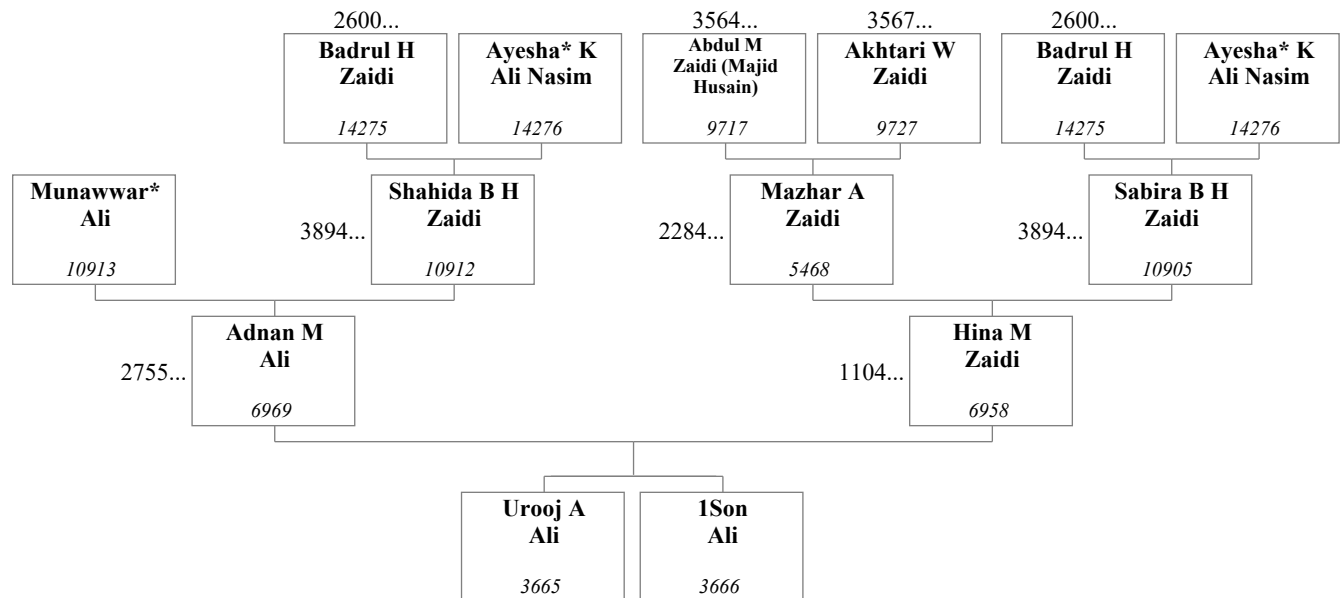 2600...
3564...
3567...
2600...
Badrul H
Zaidi
14275
Ayesha* K
Ali Nasim
14276
Abdul M
Zaidi (Majid
Husain)
9717
Akhtari W
Zaidi
9727
Badrul H
Zaidi
14275
Ayesha* K
Ali Nasim
14276
Munawwar*
Ali
10913
3894...
Shahida B H
Zaidi
10912
2284...
Mazhar A
Zaidi
5468
3894...
Sabira B H
Zaidi
10905
2755...
Adnan M
Ali
6969
1104...
Hina M
Zaidi
6958
Urooj A
Ali
3665
1Son
Ali
3666